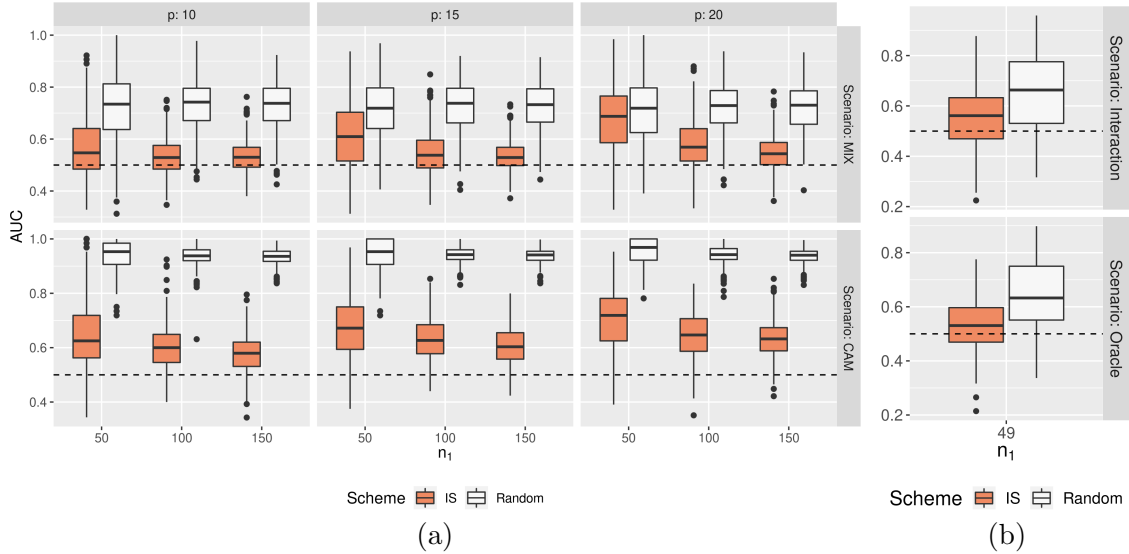 p: 10
p: 15
p: 20
1.0
0.8
0.6
0.4
Scenario: MIX
1.0
0.8
0.6
0.4
Scenario: CAM
AUC
50
100
150
50
100
150
50
100
150
n1
Scheme IS Random
(a)
0.8
0.6
0.4
0.2
Scenario: Interaction
0.8
0.6
0.4
0.2
Scenario: Oracle
49
n1
Scheme IS Random
(b)